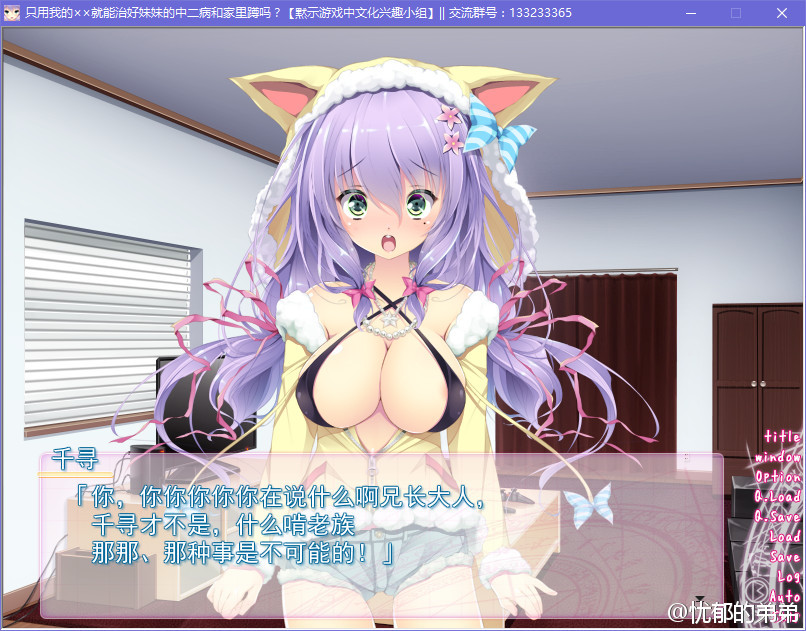 只用我的××就能治好妹妹的中二病和家里蹲吗？【默示游戏中文化兴趣小组】|| 交流群号：133233365
title
window
Option
Q.Load
Q.Save
Load
Save
Log
Auto
千寻
「你，你你你你你在说什么啊兄长大人，
千寻才不是，什么啃老族
那那、那种事是不可能的！」
@忧郁的弟弟